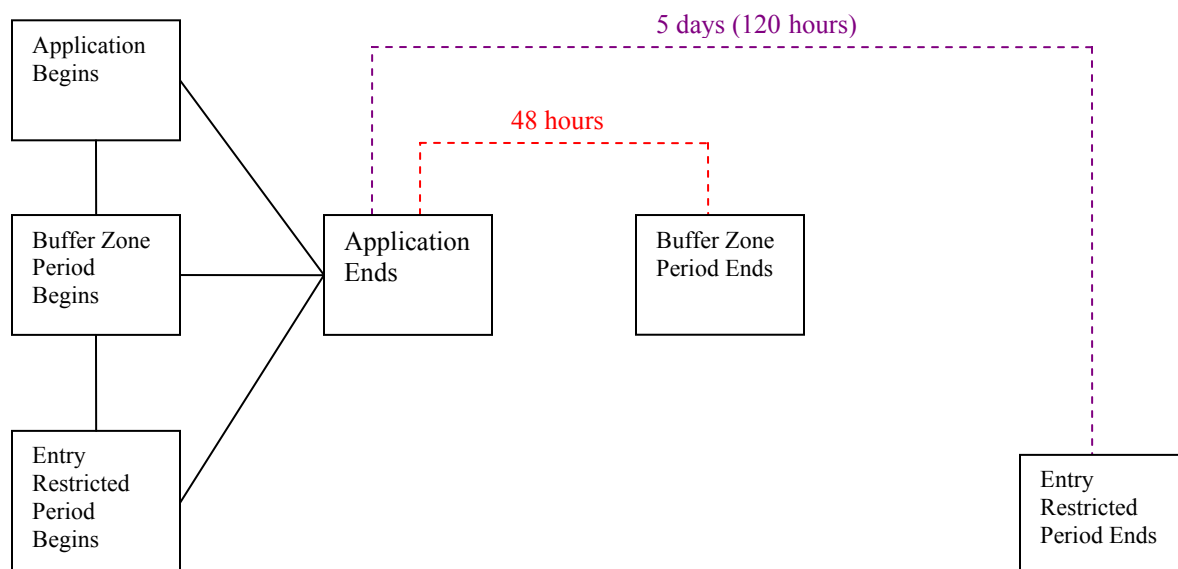 5 days (120 hours)
Application
Begins
48 hours
Buffer Zone
Period
Begins
Application
Ends
Buffer Zone
Period Ends
Entry
Restricted
Period
Begins
Entry
Restricted
Period Ends